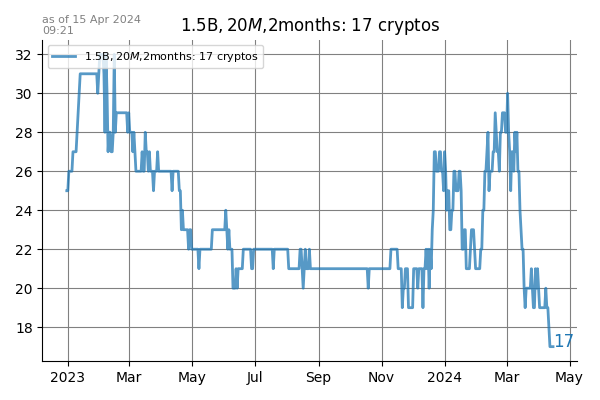 as of 15 Apr 2024
09:21
1.5B, 20M,2months: 17 cryptos
1.5B, 20M,2months: 17 cryptos
32
30
28
26
24
22
20
18
17
2023
Mar
May
Jul
Sep
Nov
2024
Mar
May